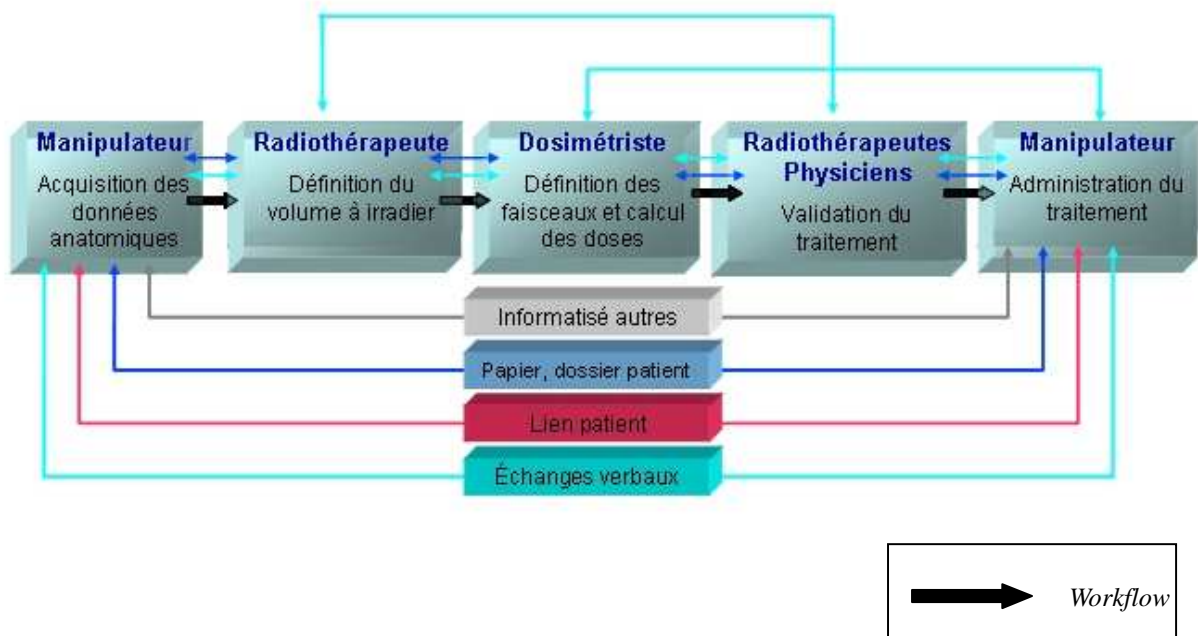 Manipulateur
Acquisition des
données
anatomiques
Radiothérapeute
Définition du
volume à irradier
Dosimétriste
Définition des
faisceaux et calcul
des doses
Radiothérapeutes
Physiciens
Validation du
traitement
Manipulateur
Administration du
traitement
Informatisé autres
Papier, dossier patient
Lien patient
Échanges verbaux
Workflow